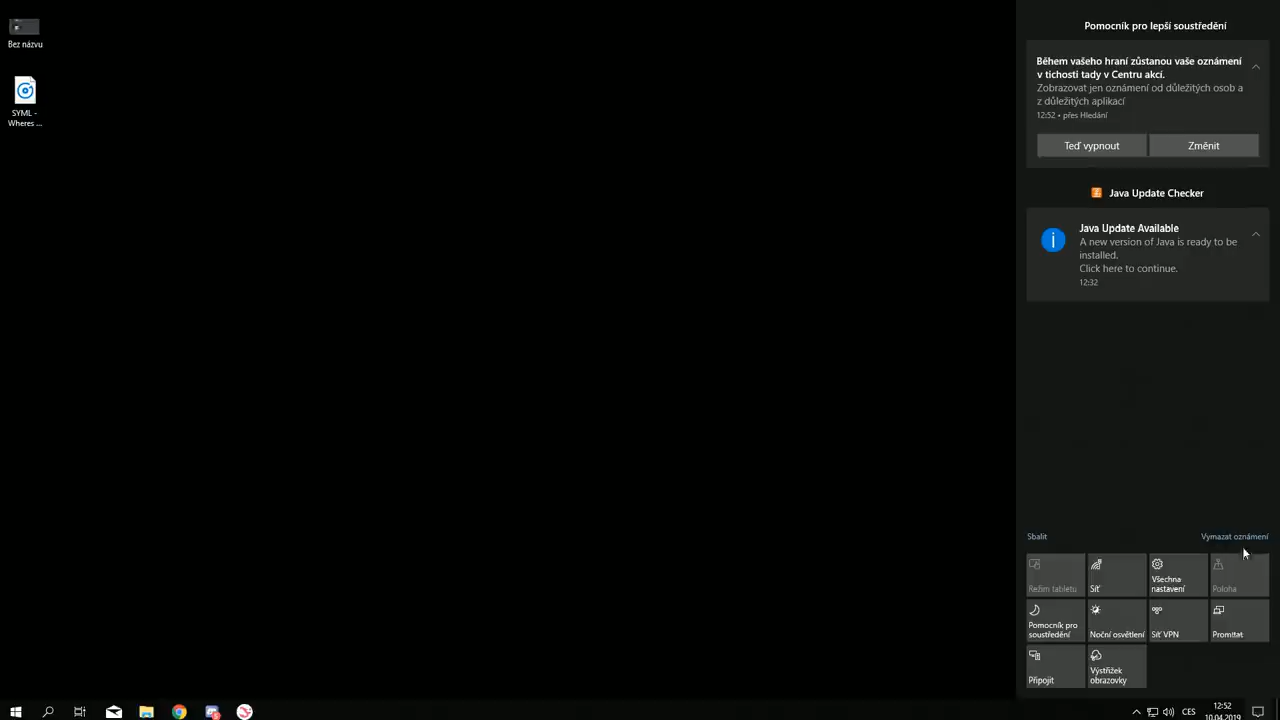 Bez názvu
SYML -
Wheres ...
Pomocník pro lepší soustředění
Během vašeho hraní zůstanou vaše oznámení
v tichosti tady v Centru akcí.
Zobrazovat jen oznámení od důležitých osob a
z důležitých aplikací
12:52 • přes Hledání
Teď vypnout
Změnit
Java Update Checker
Java Update Available
A new version of Java is ready to be
installed.
Click here to continue.
12:32
Sbalit
Vymazat oznámení
Režim tabletu
Síť
Všechna
nastavení
Poloha
Pomocník pro
soustředění
Noční osvětlení
Síť VPN
Promítat
Připojit
Výstřižek
obrazovky
CES
12:52
10.04.2019